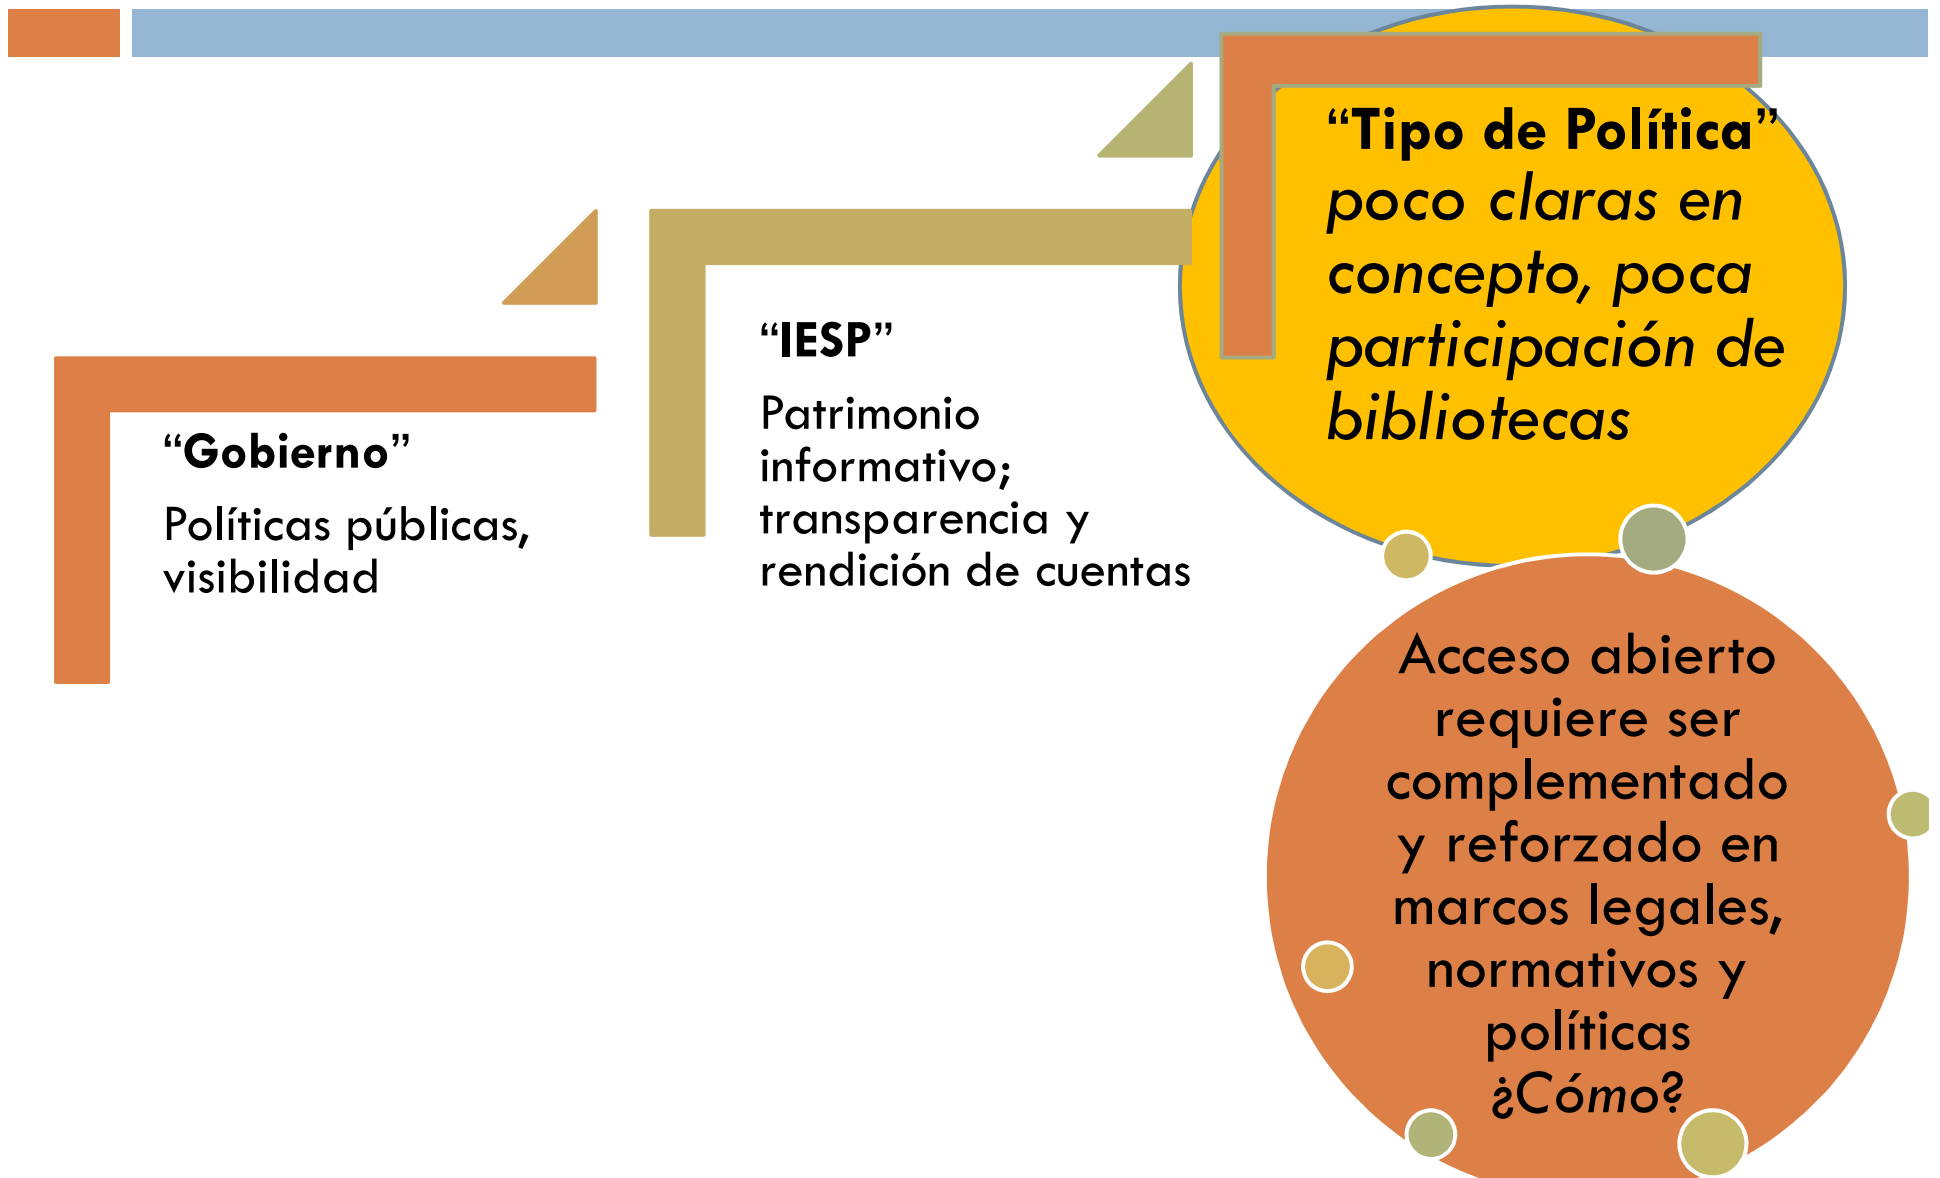 “Gobierno”
Políticas públicas,
visibilidad
“IESP”
Patrimonio
informativo;
transparencia y
rendición de cuentas
“Tipo de Política”
poco claras en
concepto, poca
participación de
bibliotecas
Acceso abierto
requiere ser
complementado
y reforzado en
marcos legales,
normativos y
políticas
¿Cómo?